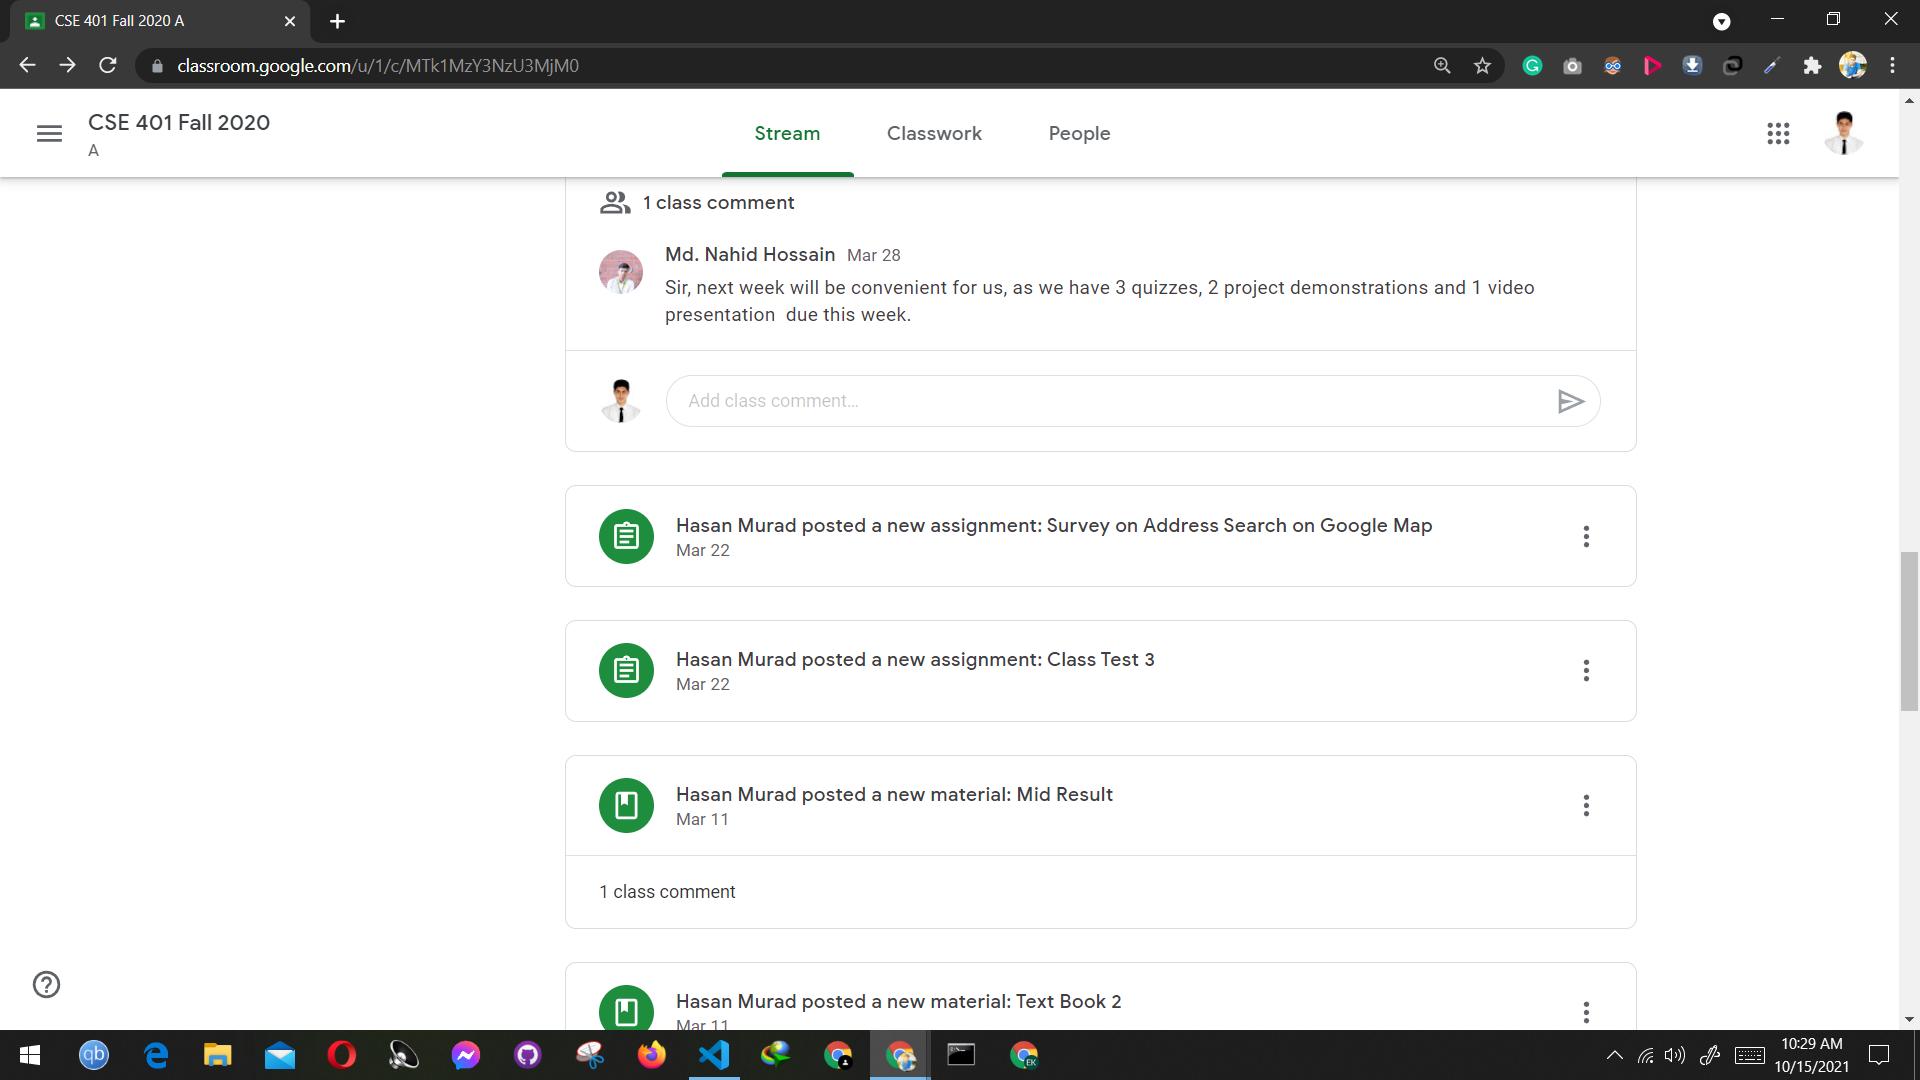 CSE 401 Fall 2020 A
classroom.google.com/u/1/c/MTk1MzY3NzU3MjM0
CSE 401 Fall 2020
A
Stream
Classwork
People
1 class comment
Md. Nahid Hossain Mar 28
Sir, next week will be convenient for us, as we have 3 quizzes, 2 project demonstrations and 1 video
presentation  due this week.
Add class comment...
Hasan Murad posted a new assignment: Survey on Address Search on Google Map
Mar 22
Hasan Murad posted a new assignment: Class Test 3
Mar 22
Hasan Murad posted a new material: Mid Result
Mar 11
1 class comment
Hasan Murad posted a new material: Text Book 2
Mar 11
qb
EK
10:29 AM
10/15/2021